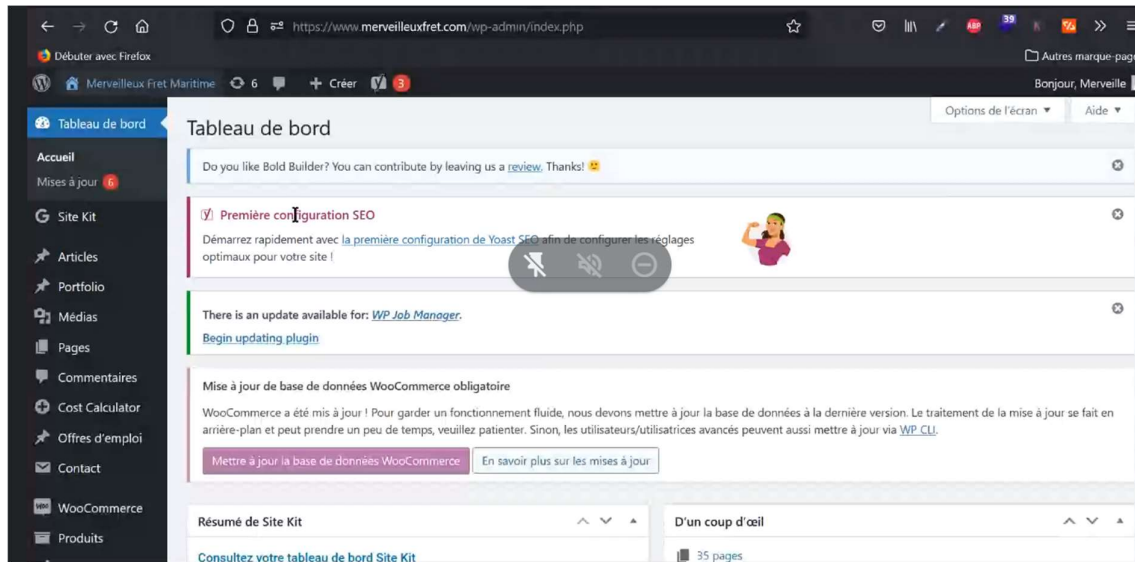 https://www.merveilleuxfret.com/wp-admin/index.php
ABP
39
Débuter avec Firefox
Autres marque-page
Merveilleux Fret Maritime
6
Créer
3
Bonjour, Merveille
Tableau de bord
Tableau de bord
Options de l'écran ▼
Aide ▼
Accueil
Mises à jour 6
Site Kit
Articles
Portfolio
Médias
Pages
Commentaires
Cost Calculator
Offres d'emploi
Contact
WooCommerce
Produits
Do you like Bold Builder? You can contribute by leaving us a review. Thanks! 🙂
Première configuration SEO
Démarrez rapidement avec la première configuration de Yoast SEO afin de configurer les réglages
optimaux pour votre site !
There is an update available for: WP Job Manager.
Begin updating plugin
Mise à jour de base de données WooCommerce obligatoire
WooCommerce a été mis à jour ! Pour garder un fonctionnement fluide, nous devons mettre à jour la base de données à la dernière version. Le traitement de la mise à jour se fait en
arrière-plan et peut prendre un peu de temps, veuillez patienter. Sinon, les utilisateurs/utilisatrices avancés peuvent aussi mettre à jour via WP CLI.
Mettre à jour la base de données WooCommerce
En savoir plus sur les mises à jour
Résumé de Site Kit
Consultez votre tableau de bord Site Kit
D'un coup d'œil
35 pages